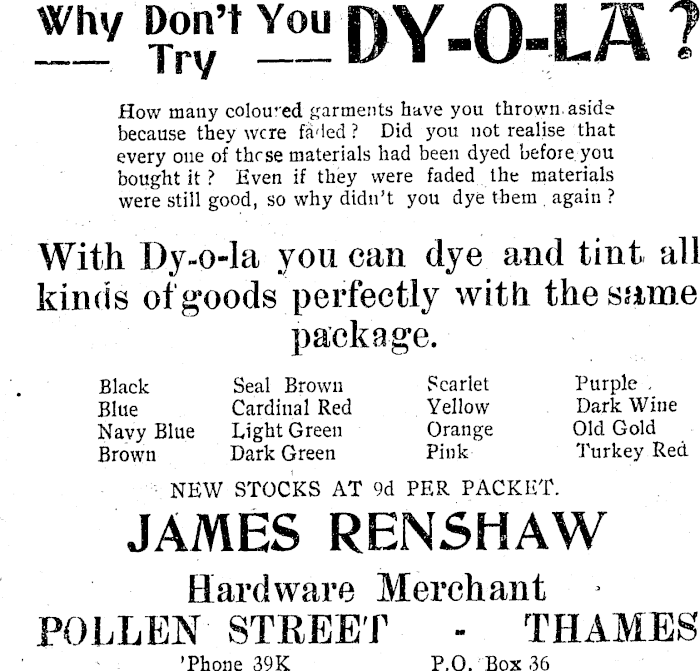 Why Don't You DY-O-LA?
Try
How many coloured garments have you thrown aside
because they were faded? Did you not realise that
every one of these materials had been dyed before you
bought it? Even if they were faded the materials
were still good, so why didn't you dye them again?
With Dy-o-la you can dye and tint all
kinds of goods perfectly with the same
package.
Black Seal Brown Scarlet Purple
Blue Cardinal Red Yellow Dark Wine
Navy Blue Light Green Orange Old Gold
Brown Dark Green Pink Turkey Red
NEW STOCKS AT 9d PER PACKET.
JAMES RENSHAW
Hardware Merchant
POLLEN STREET - THAMES
'Phone 39K P.O. Box 36